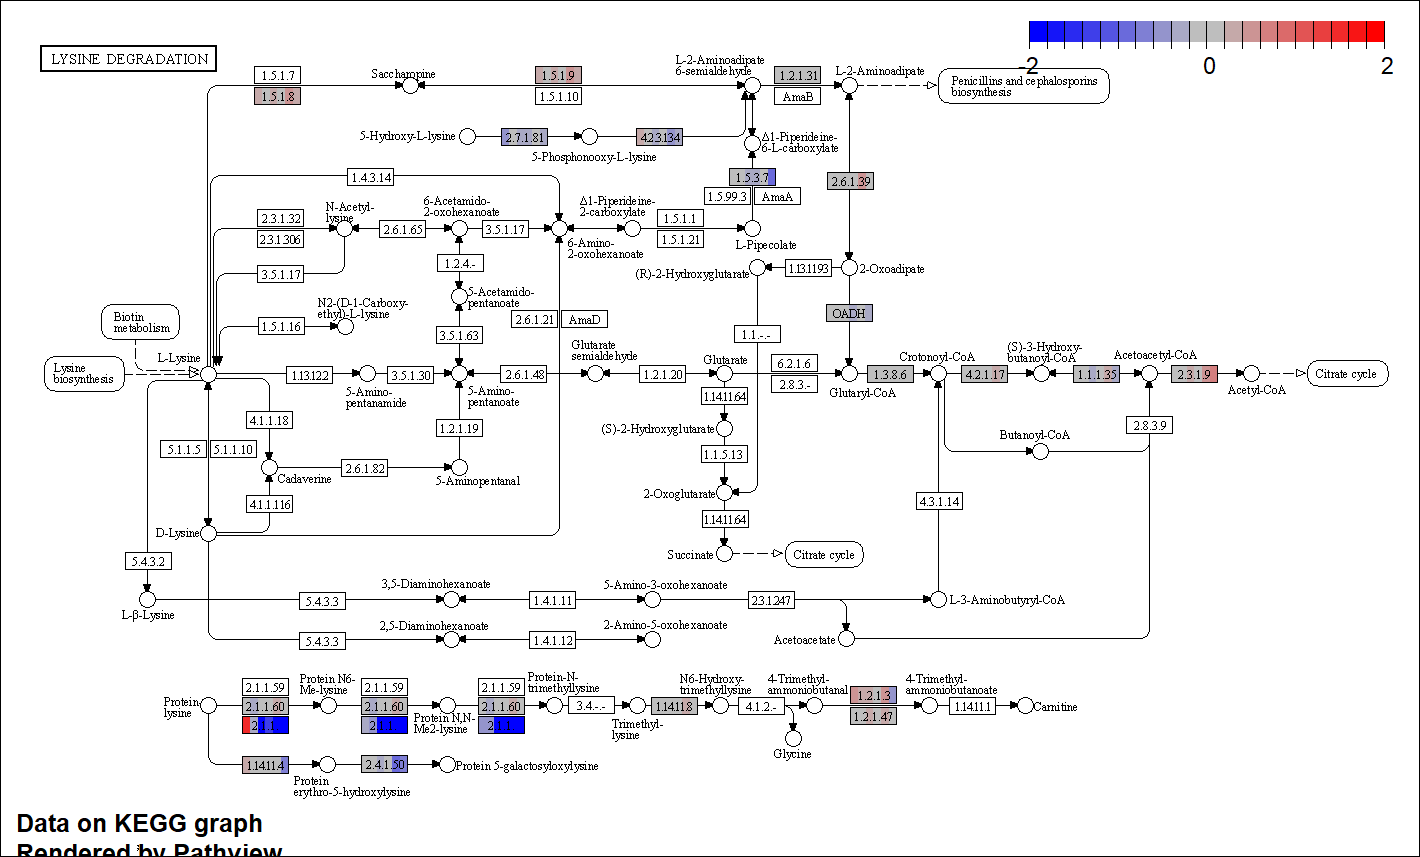 LYSINE DEGRADATION
-2
0
2
1.5.1.7
1.5.1.8
Saccharopine
1.5.1.9
1.5.1.10
L-2-Aminoadipate
6-semialdehyde
1.2.1.31
AmaB
L-2-Aminoadipate
Penicillins and cephalosporins
biosynthesis
5-Hydroxy-L-lysine
2.7.1.81
5-Phosphonooxy-L-lysine
4.2.3.134
Δ1-Piperideine-
6-L-carboxylate
1.4.3.14
1.5.3.7
1.5.99.3
AmaA
2.6.1.39
2.3.1.32
2.3.1.306
N-Acetyl-
lysine
2.6.1.65
6-Acetamido-
2-oxohexanoate
3.5.1.17
6-Amino-
2-oxohexanoate
Δ1-Piperideine-
2-carboxylate
1.5.1.1
1.5.1.21
L-Pipecolate
3.5.1.17
1.2.4.-
(R)-2-Hydroxyglutarate
1.13.11.93
2-Oxoadipate
N2-(D-1-Carboxy-
ethyl)-L-lysine
1.5.1.16
5-Acetamido-
pentanoate
2.6.1.21
AmaD
OADH
Biotin
metabolism
3.5.1.63
1.1.-.-
Lysine
biosynthesis
L-Lysine
1.13.12.2
5-Amino-
pentanamide
3.5.1.30
5-Amino-
pentanoate
2.6.1.48
Glutarate
semialdehyde
1.2.1.20
Glutarate
6.2.1.6
2.8.3.-
Glutaryl-CoA
1.3.8.6
Crotonoyl-CoA
4.2.1.17
(S)-3-Hydroxy-
butanoyl-CoA
1.1.1.35
Acetoacetyl-CoA
2.3.1.9
Acetyl-CoA
Citrate cycle
1.14.11.64
4.1.1.18
1.2.1.19
(S)-2-Hydroxyglutarate
2.8.3.9
Butanoyl-CoA
5.1.1.5
5.1.1.10
1.1.5.13
Cadaverine
2.6.1.82
5-Aminopentanal
2-Oxoglutarate
4.1.1.116
4.3.1.14
1.14.11.64
D-Lysine
Succinate
Citrate cycle
5.4.3.2
L-β-Lysine
5.4.3.3
3,5-Diaminohexanoate
1.4.1.11
5-Amino-3-oxohexanoate
2.3.1.247
L-3-Aminobutyryl-CoA
5.4.3.3
2,5-Diaminohexanoate
1.4.1.12
2-Amino-5-oxohexanoate
Acetoacetate
Protein-
lysine
2.1.1.59
2.1.1.60
Protein N6-
Me-lysine
2.1.1.59
2.1.1.60
Protein N,N-
Me2-lysine
2.1.1.59
2.1.1.60
Protein-N-
trimethyllysine
3.4.-.-
Trimethyl-
lysine
1.14.11.8
N6-Hydroxy-
trimethyllysine
4.1.2.-
Glycine
4-Trimethyl-
ammoniobutanal
1.2.1.3
1.2.1.47
4-Trimethyl-
ammoniobutanoate
1.14.11.1
Carnitine
1.14.11.4
Protein
erythro-5-hydroxylysine
2.4.1.50
Protein 5-galactosyloxylysine
Data on KEGG graph
Rendered by Pathview